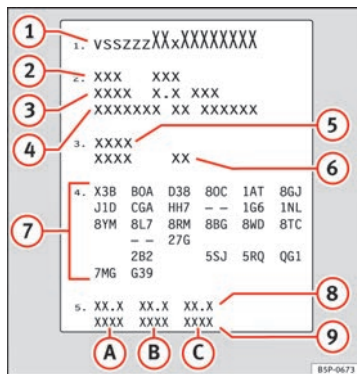 1
1. VSSZZZXXxXXXXXXXX
2
2. XXX XXX
3
XXXX X.X XXX
4
XXXXXXX XX XXXXXX
5
3. XXXX
XXXX XX
6
7
4. X3B B0A D38 80C 1AT 8GJ
J1D CGA HH7 - - 1G6 1NL
8YM 8L7 8RM 8BG 8WD 8TC
- - 27G
2B2 5SJ 5RQ QG1
7MG G39
8
5. XX.X XX.X XX.X
XXXX XXXX XXXX
9
A B C
B5P-0673